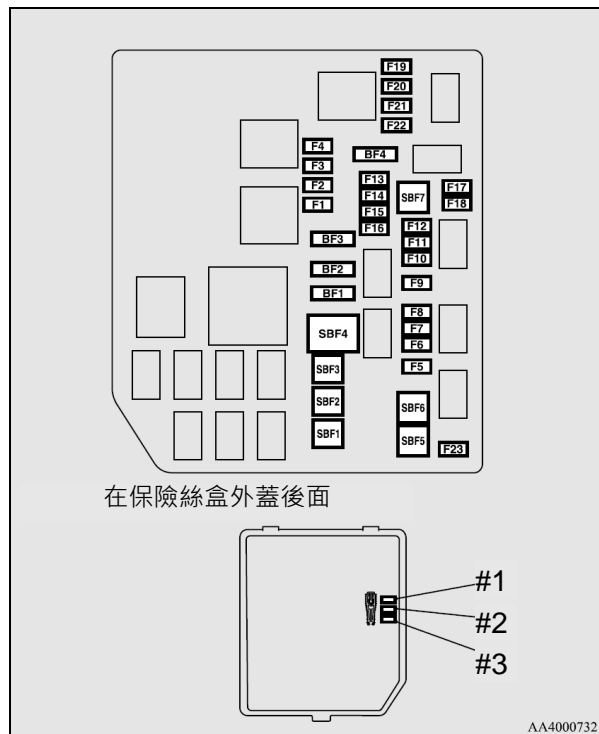 F19
F20
F21
F22
F4
F3
F2
F1
BF4
F13
F14
F15
F16
SBF7
F17
F18
BF3
F12
F11
F10
BF2
F9
BF1
F8
F7
F6
SBF4
F5
SBF3
SBF2
SBF6
SBF1
SBF5
F23
在保險絲盒外蓋後面
#1
#2
#3
AA4000732